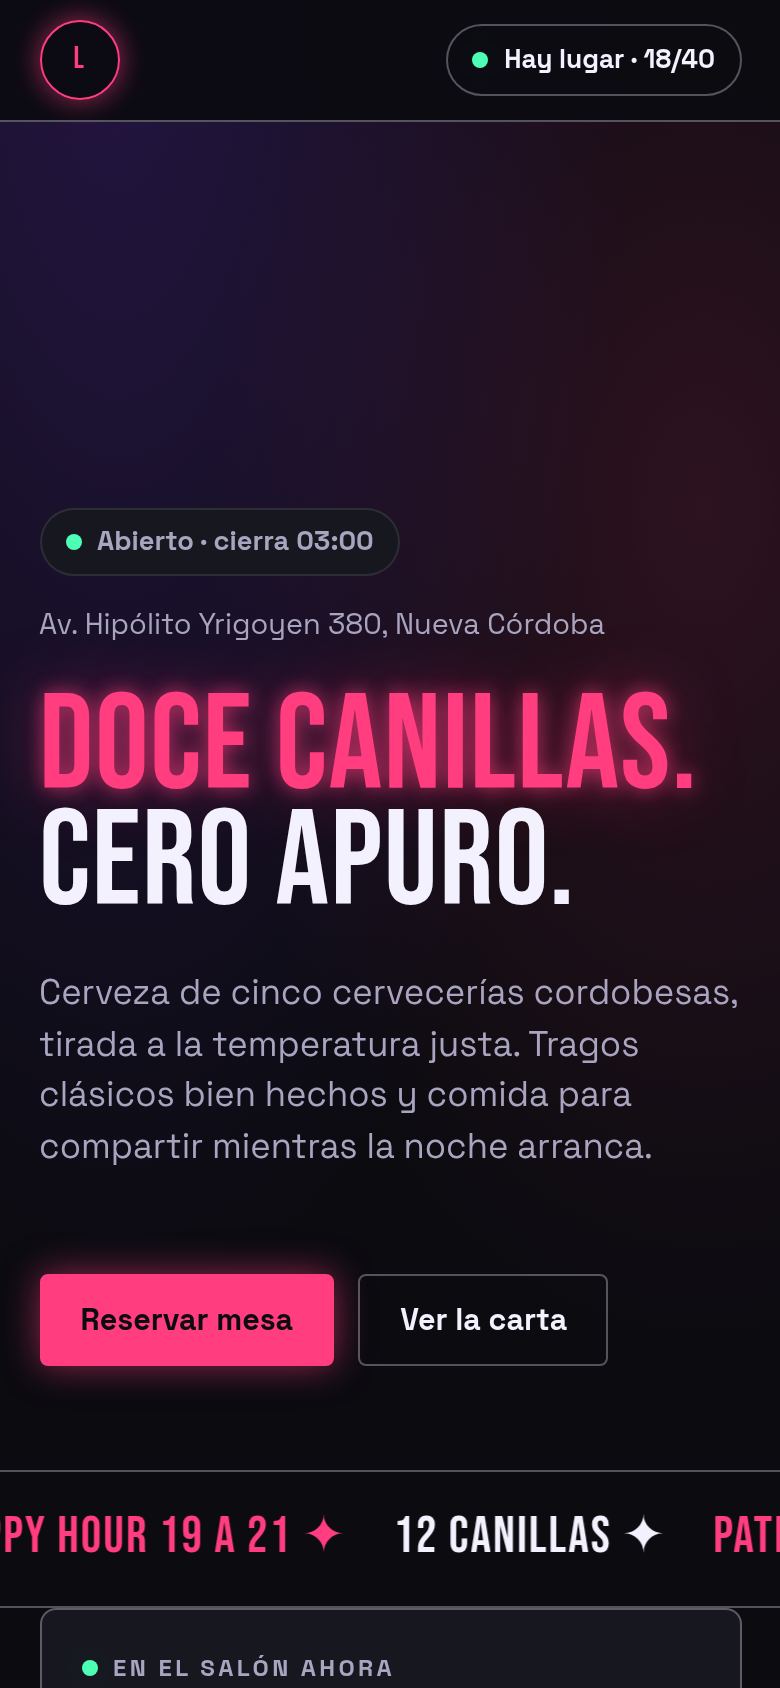 L
Hay lugar · 18/40
Abierto · cierra 03:00
Av. Hipólito Yrigoyen 380, Nueva Córdoba
DOCE CANILLAS.
CERO APURO.
Cerveza de cinco cervecerías cordobesas,
tirada a la temperatura justa. Tragos
clásicos bien hechos y comida para
compartir mientras la noche arranca.
Reservar mesa
Ver la carta
PPY HOUR 19 A 21 ✦ 12 CANILLAS ✦ PATI
EN EL SALÓN AHORA